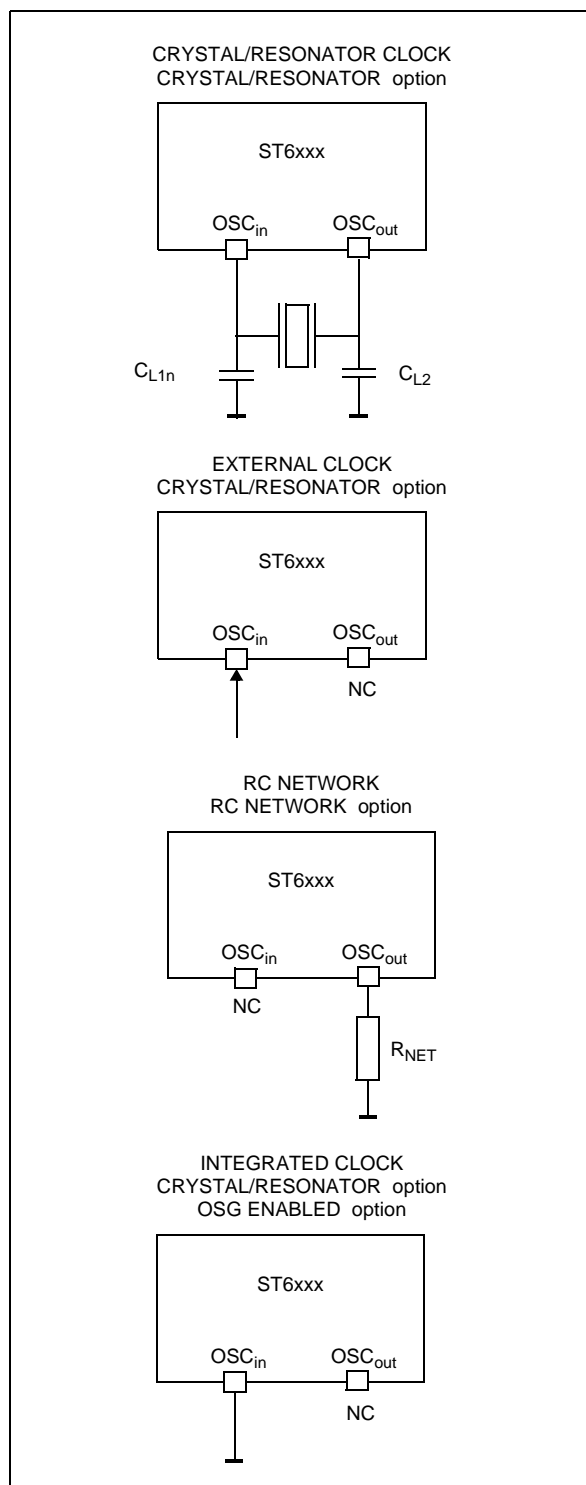 CRYSTAL/RESONATOR CLOCK
CRYSTAL/RESONATOR option
ST6xxx
OSCin OSCout
CL1n CL2
EXTERNAL CLOCK
CRYSTAL/RESONATOR option
ST6xxx
OSCin OSCout
NC
RC NETWORK
RC NETWORK option
ST6xxx
OSCin OSCout
NC
RNET
INTEGRATED CLOCK
CRYSTAL/RESONATOR option
OSG ENABLED option
ST6xxx
OSCin OSCout
NC